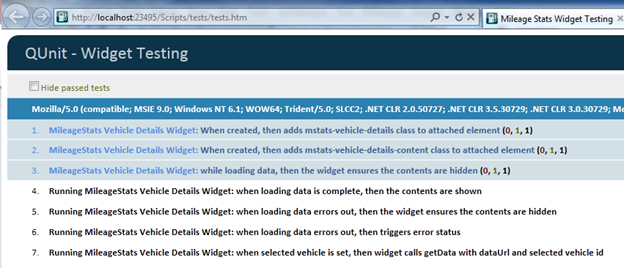 http://localhost:23495/Scripts/tests/tests.htm
Mileage Stats Widget Testing
QUnit - Widget Testing
Hide passed tests
Mozilla/5.0 (compatible; MSIE 9.0; Windows NT 6.1; WOW64; Trident/5.0; SLCC2; .NET CLR 2.0.50727; .NET CLR 3.5.30729; .NET CLR 3.0.30729; Me
1. MileageStats Vehicle Details Widget: When created, then adds mstats-vehicle-details class to attached element (0, 1, 1)
2. MileageStats Vehicle Details Widget: When created, then adds mstats-vehicle-details-content class to attached element (0, 1, 1)
3. MileageStats Vehicle Details Widget: while loading data, then the widget ensures the contents are hidden (0, 1, 1)
4. Running MileageStats Vehicle Details Widget: when loading data is complete, then the contents are shown
5. Running MileageStats Vehicle Details Widget: when loading data errors out, then the widget ensures the contents are hidden
6. Running MileageStats Vehicle Details Widget: when loading data errors out, then triggers error status
7. Running MileageStats Vehicle Details Widget: when selected vehicle is set, then widget calls getData with dataUrl and selected vehicle id